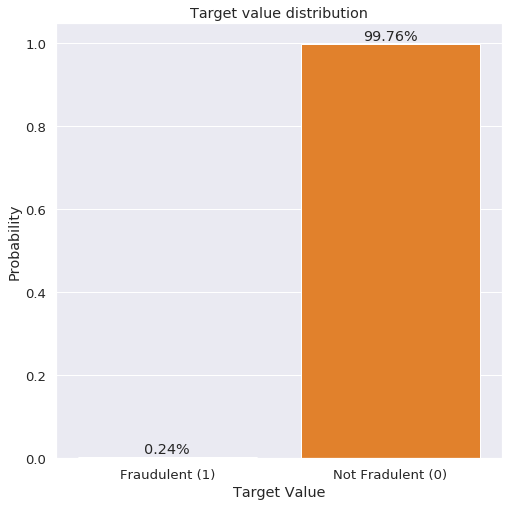 Target value distribution
99.76%
1.0
0.8
0.6
0.4
0.2
0.0
Probability
0.24%
Fraudulent (1)
Not Fradulent (0)
Target Value